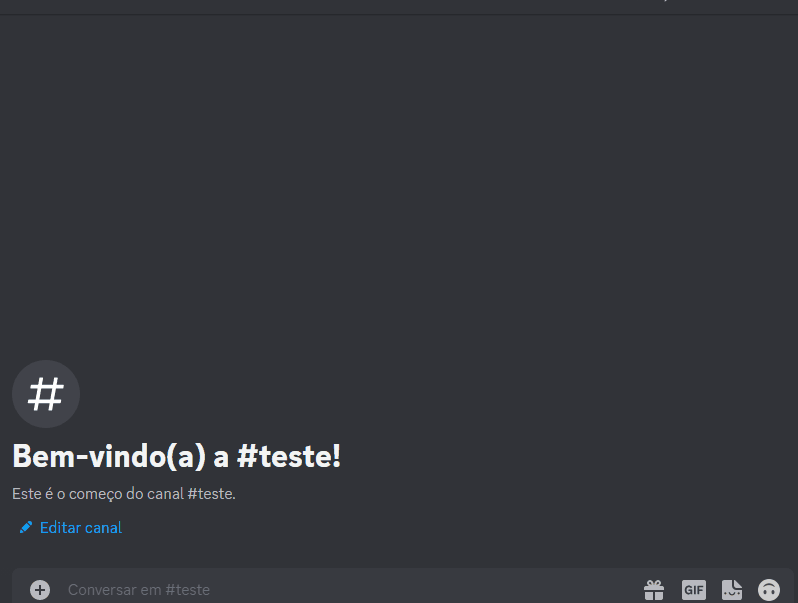 #
Bem-vindo(a) a #teste!
Este é o começo do canal #teste.
Editar canal
Conversar em #teste
GIF